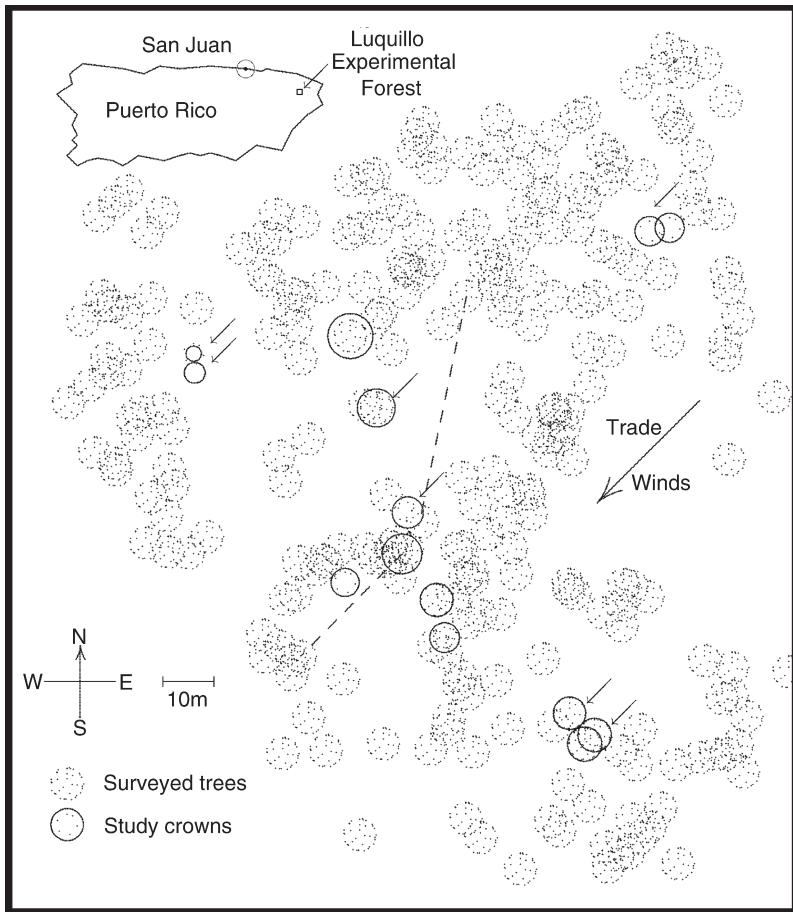 San Juan
Luquillo
Experimental
Forest
Puerto Rico
Trade
Winds
N
W
E
S
10m
Surveyed trees
Study crowns